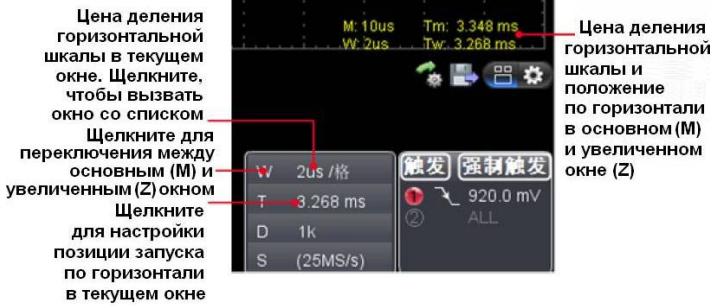 Цена деления
горизонтальной
шкалы в текущем
окне. Щелкните,
чтобы вызвать
окно со списком
Щелкните для
переключения между
основным (M) и
увеличенным (Z) окном
Щелкните
для настройки
позиции запуска
по горизонтали
в текущем окне
M: 10us Tm: 3.348 ms
W: 2us Tw: 3.268 ms
W 2us /格
T 3.268 ms
D 1k
S (25MS/s)
触发 强制触发
1 920.0 mV
2 ALL
Цена деления
горизонтальной
шкалы и
положение
по горизонтали
в основном (M)
и увеличенном
окне (Z)